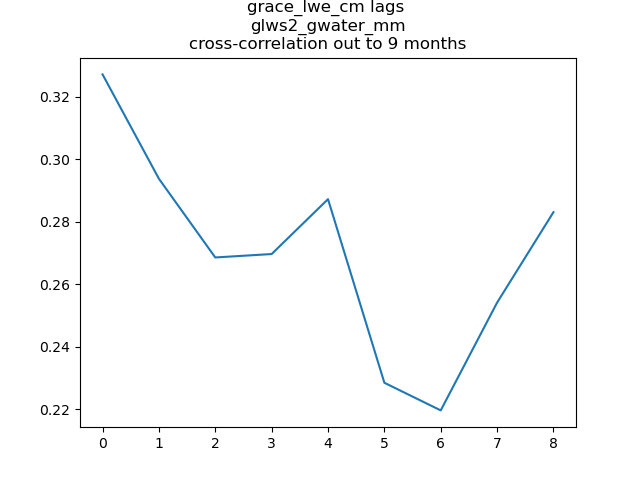 grace_lwe_cm lags
glws2_gwater_mm
cross-correlation out to 9 months
0.32
0.30
0.28
0.26
0.24
0.22
0 1 2 3 4 5 6 7 8